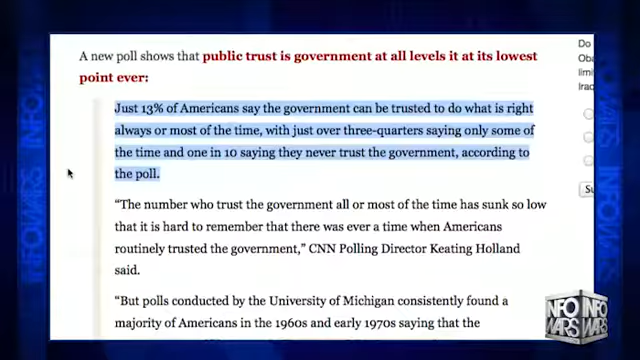 A new poll shows that public trust is government at all levels it at its lowest
point ever:
Just 13% of Americans say the government can be trusted to do what is right
always or most of the time, with just over three-quarters saying only some of
the time and one in 10 saying they never trust the government, according to
the poll.
“The number who trust the government all or most of the time has sunk so low
that it is hard to remember that there was ever a time when Americans
routinely trusted the government,” CNN Polling Director Keating Holland
said.
“But polls conducted by the University of Michigan consistently found a
majority of Americans in the 1960s and early 1970s saying that the
Do
Oba
limi
Iraq
Su
INFO INFO
WARS WARS
INFOWARS